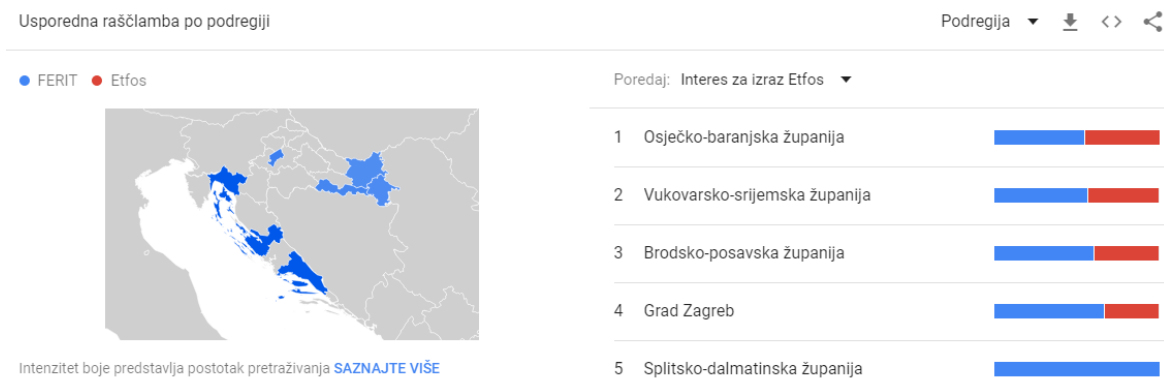 Usporedna raščlamba po podregiji
Podregija
FERIT Etfos
Poredaj: Interes za izraz Etfos
1 Osječko-baranjska županija
2 Vukovarsko-srijemska županija
3 Brodsko-posavska županija
4 Grad Zagreb
5 Splitsko-dalmatinska županija
Intenzitet boje predstavlja postotak pretraživanja SAZNAJTE VIŠE